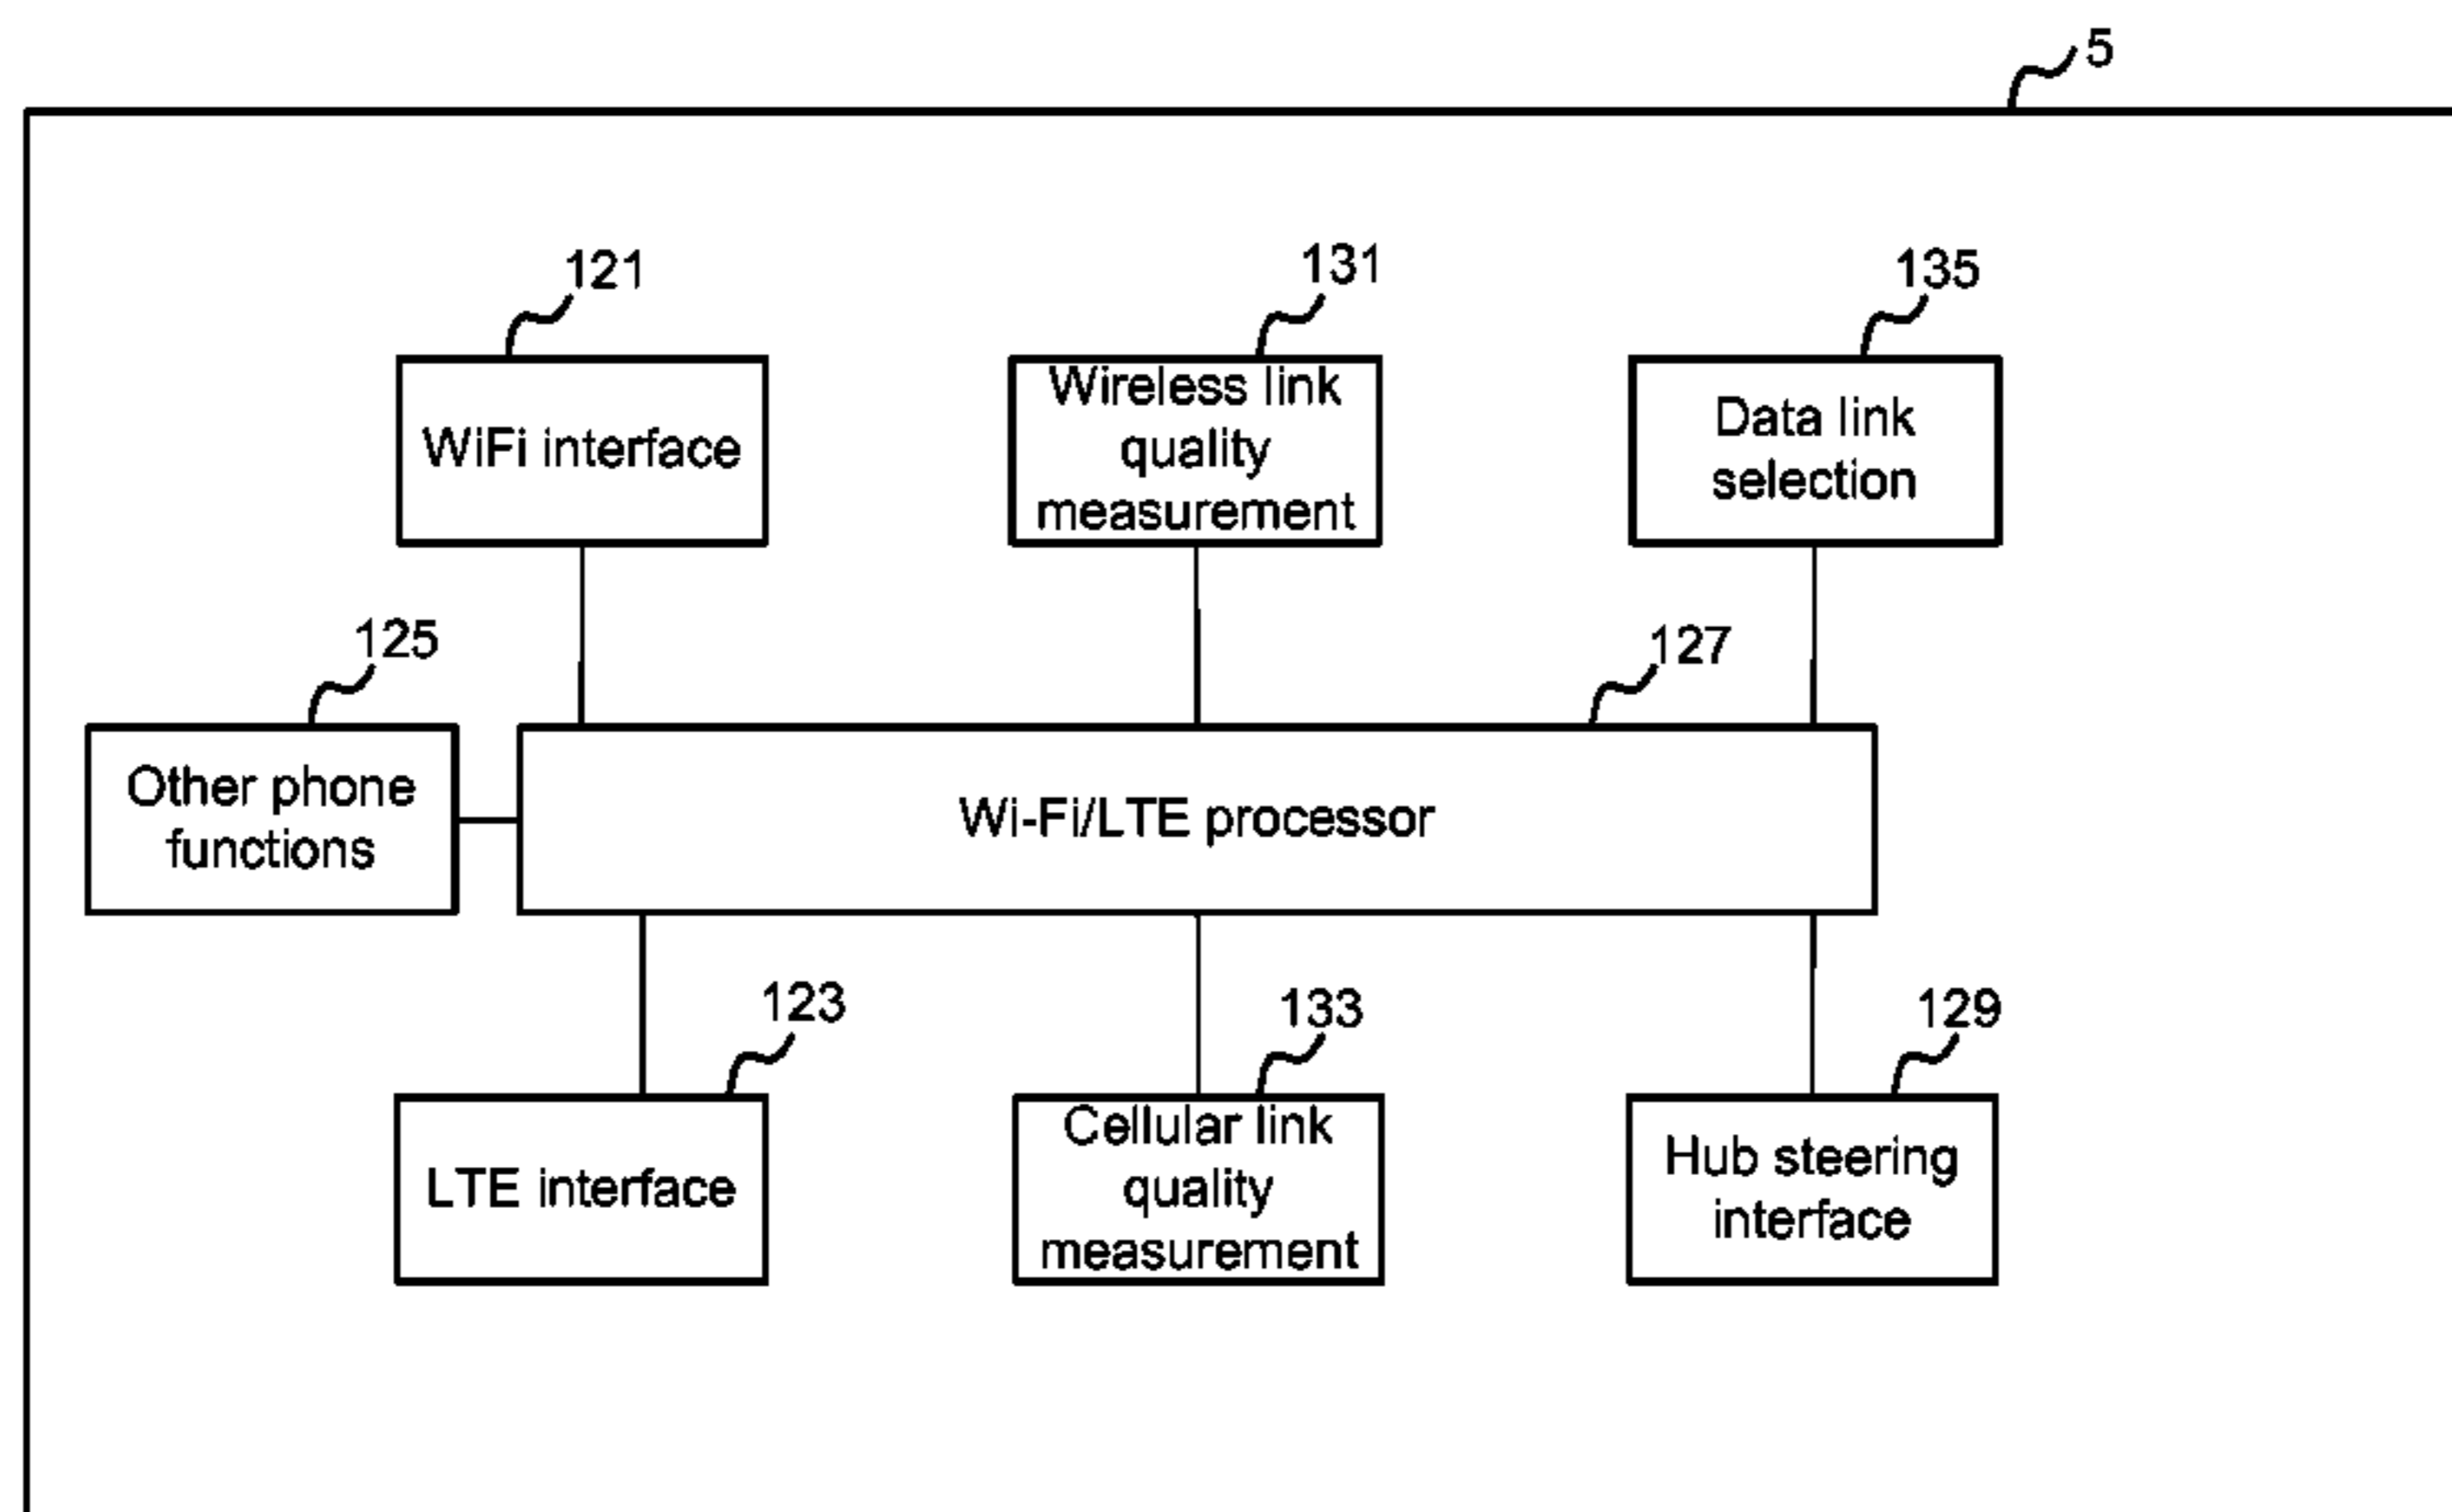 5
121
131
135
WiFi interface
Wireless link
quality
measurement
Data link
selection
125
127
Other phone
functions
Wi-Fi/LTE processor
123
133
129
LTE interface
Cellular link
quality
measurement
Hub steering
interface